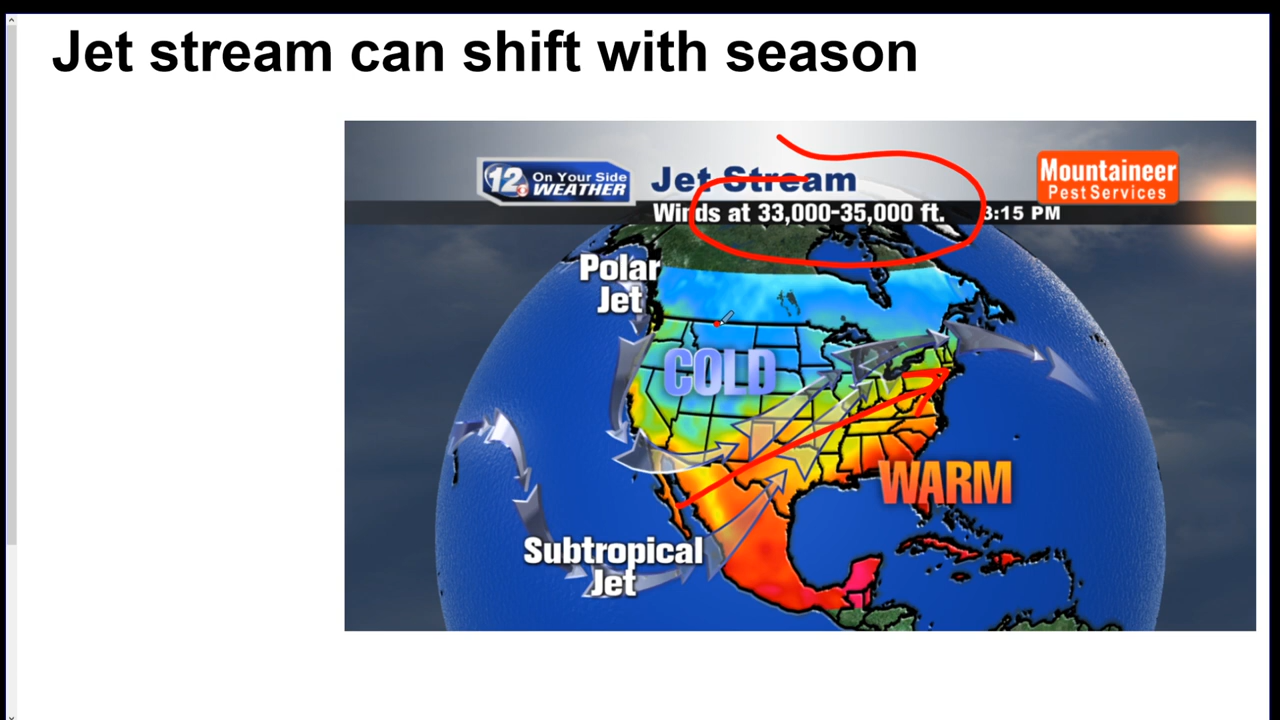 Jet stream can shift with season
12 On Your Side
WEATHER
Jet Stream
Winds at 33,000-35,000 ft.
3:15 PM
Mountaineer
Pest Services
Polar
Jet
COLD
WARM
Subtropical
Jet